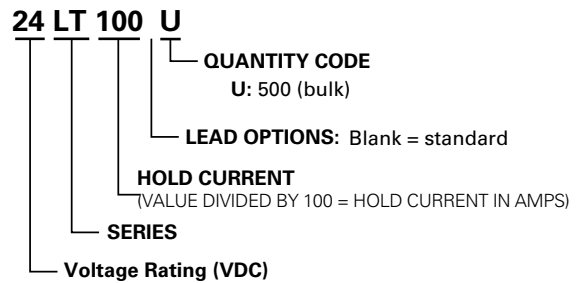 24 LT 100 U
QUANTITY CODE
U: 500 (bulk)
LEAD OPTIONS: Blank = standard
HOLD CURRENT
(VALUE DIVIDED BY 100 = HOLD CURRENT IN AMPS)
SERIES
Voltage Rating (VDC)